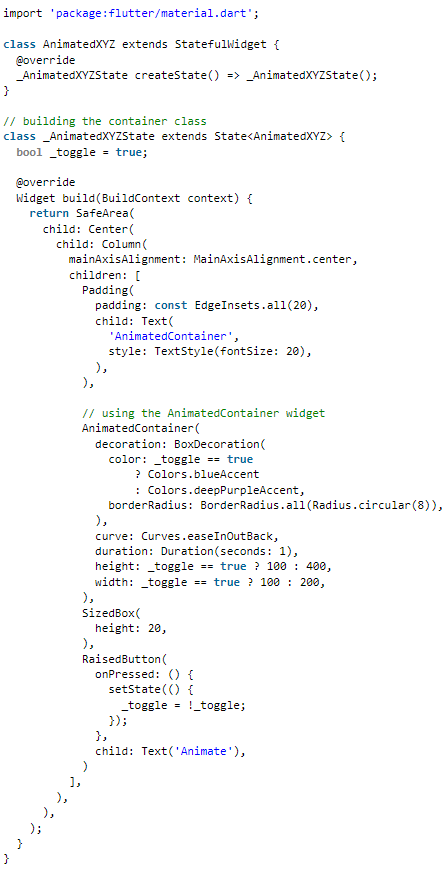 import 'package:flutter/material.dart';

class AnimatedXYZ extends StatefulWidget {
  @override
  _AnimatedXYZState createState() => _AnimatedXYZState();
}

// building the container class
class _AnimatedXYZState extends State<AnimatedXYZ> {
  bool _toggle = true;

  @override
  Widget build(BuildContext context) {
    return SafeArea(
      child: Center(
        child: Column(
          mainAxisAlignment: MainAxisAlignment.center,
          children: [
            Padding(
              padding: const EdgeInsets.all(20),
              child: Text(
                'AnimatedContainer',
                style: TextStyle(fontSize: 20),
              ),
            ),

            // using the AnimatedContainer widget
            AnimatedContainer(
              decoration: BoxDecoration(
                color: _toggle == true
                    ? Colors.blueAccent
                    : Colors.deepPurpleAccent,
                borderRadius: BorderRadius.all(Radius.circular(8)),
              ),
              curve: Curves.easeInOutBack,
              duration: Duration(seconds: 1),
              height: _toggle == true ? 100 : 400,
              width: _toggle == true ? 100 : 200,
            ),
            SizedBox(
              height: 20,
            ),
            RaisedButton(
              onPressed: () {
                setState(() {
                  _toggle = !_toggle;
                });
              },
              child: Text('Animate'),
            )
          ],
        ),
      ),
    );
  }
}